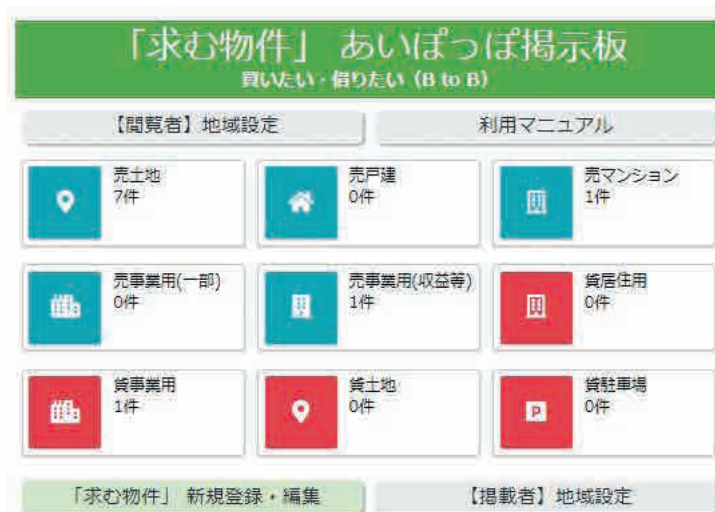 「求む物件」 あいぽっぽ掲示板
買いたい・借りたい（B to B）
【閲覧者】地域設定
利用マニュアル
売土地
7件
売戸建
0件
売マンション
1件
売事業用(一部)
0件
売事業用(収益等)
1件
貸居住用
0件
貸事業用
1件
貸土地
0件
P
貸駐車場
0件
「求む物件」 新規登録・編集
【掲載者】地域設定